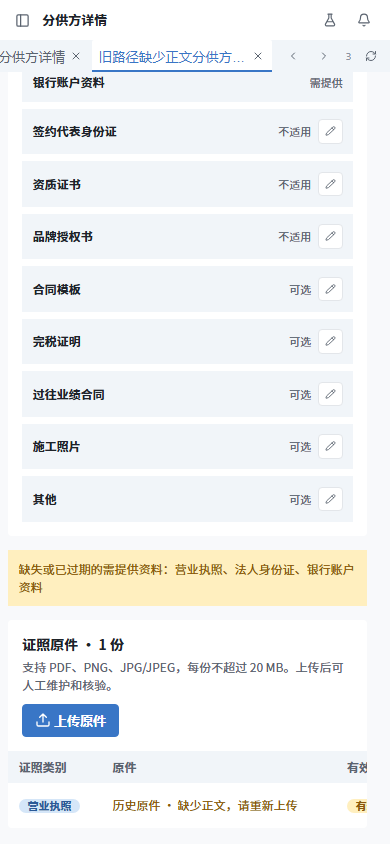 分供方详情
分供方详情 ×
旧路径缺少正文分供方... ×
3
银行账户资料 需提供
签约代表身份证 不适用
资质证书 不适用
品牌授权书 不适用
合同模板 可选
完税证明 可选
过往业绩合同 可选
施工照片 可选
其他 可选
缺失或已过期的需提供资料：营业执照、法人身份证、银行账户
资料
证照原件 · 1 份
支持 PDF、PNG、JPG/JPEG，每份不超过 20 MB。上传后可
人工维护和核验。
上传原件
证照类别 原件 有效
营业执照 历史原件 · 缺少正文，请重新上传 有